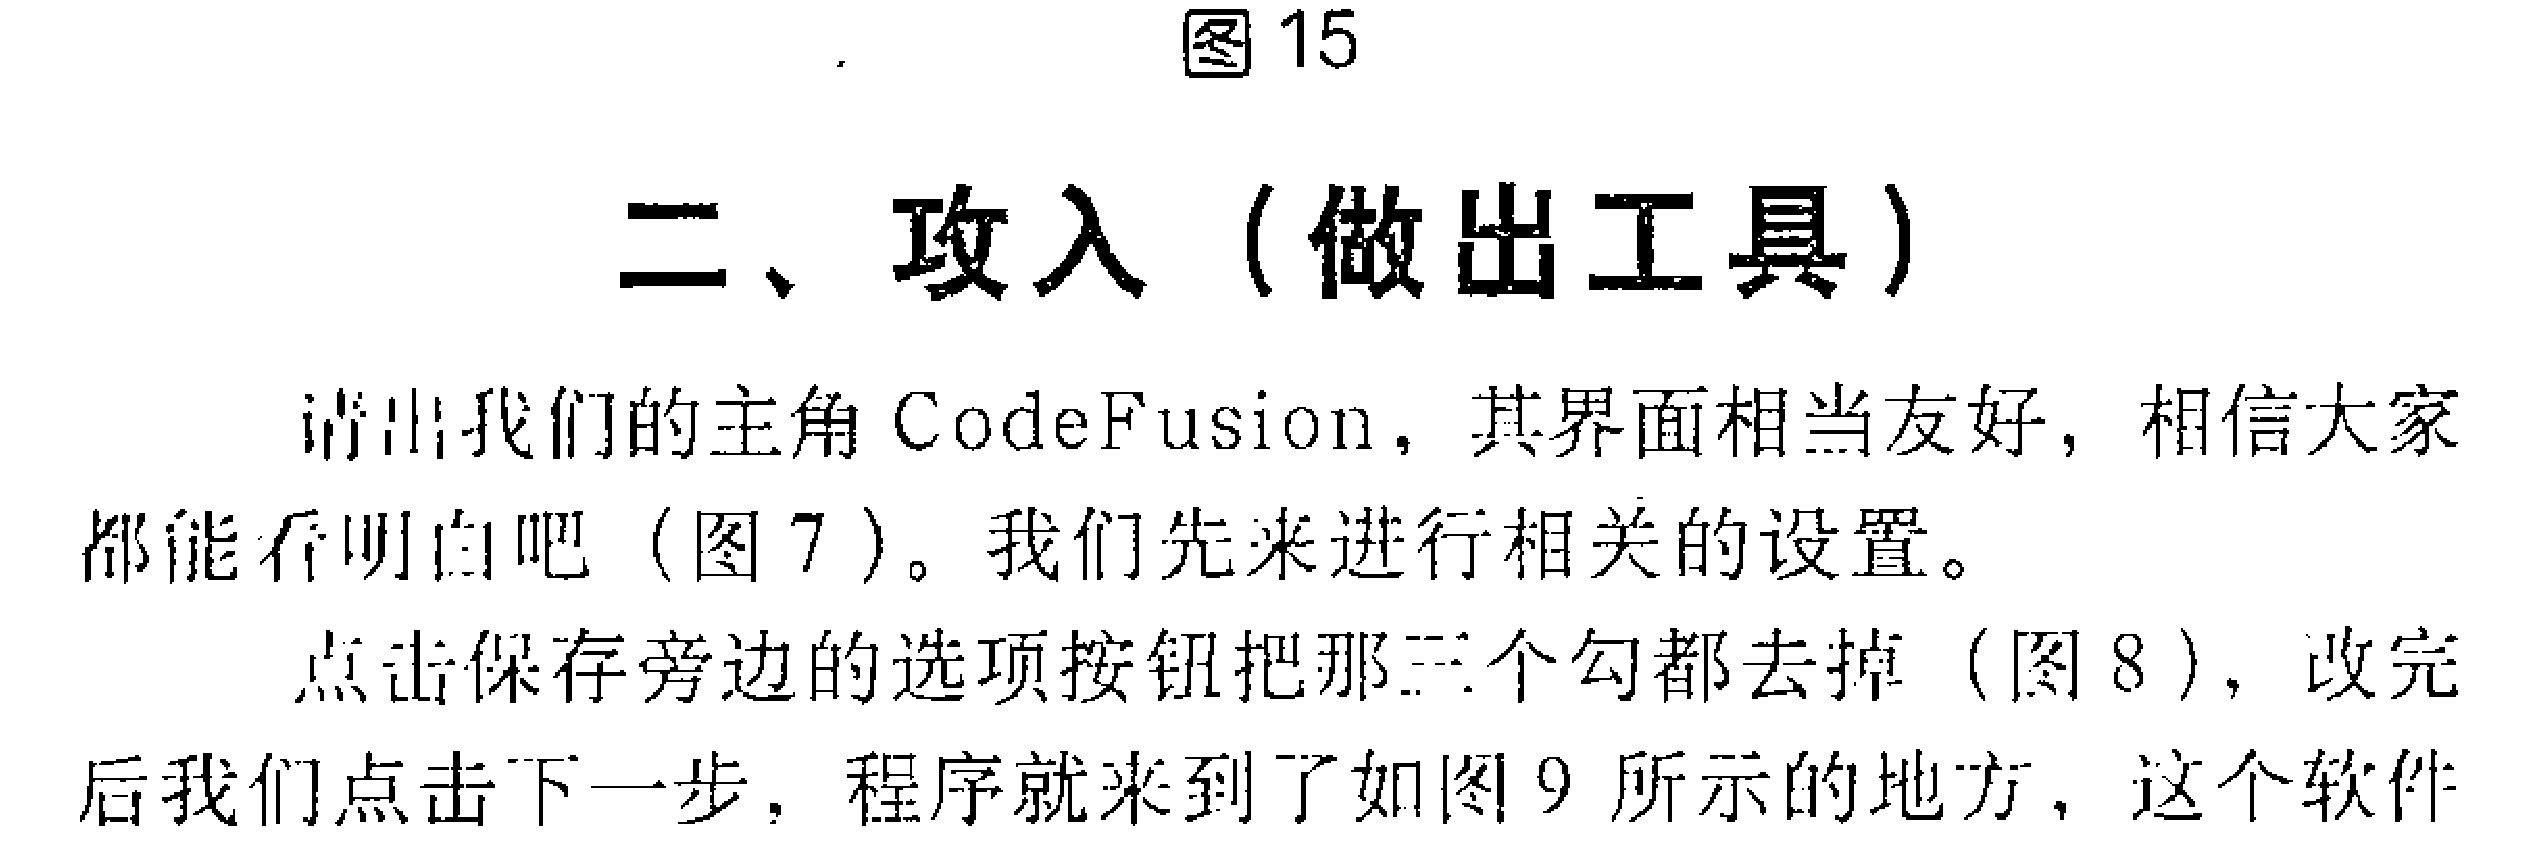 图 15
二、攻入（做出工具）
请出我们的主角 CodeFusion，其界面相当友好，相信大家
都能看明白吧（图 7）。我们先来进行相关的设置。
点击保存旁边的选项按钮把那三个勾都去掉（图 8），改完
后我们点击下一步，程序就来到了如图 9 所示的地方，这个软件